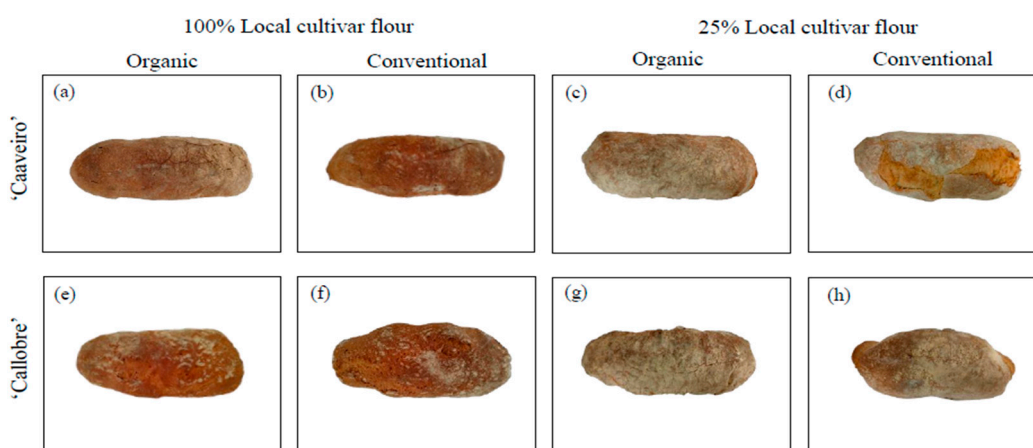 100% Local cultivar flour
25% Local cultivar flour
Organic
Conventional
Organic
Conventional
'Caaveiro'
(a)
(b)
(c)
(d)
'Callobre'
(e)
(f)
(g)
(h)